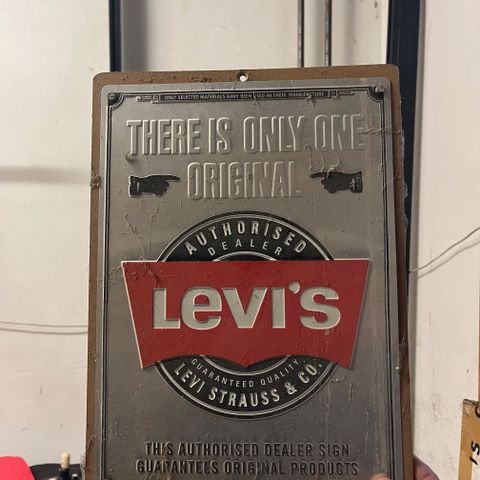 ONLY SELECTED MATERIALS HAVE BEEN USED IN THEIR MANUFACTURE
THERE IS ONLY ONE
ORIGINAL
AUTHORISED
DEALER
LEVI'S
GUARANTEED QUALITY
LEVI STRAUSS & CO.
THIS AUTHORISED DEALER SIGN
GUARANTEES ORIGINAL PRODUCTS